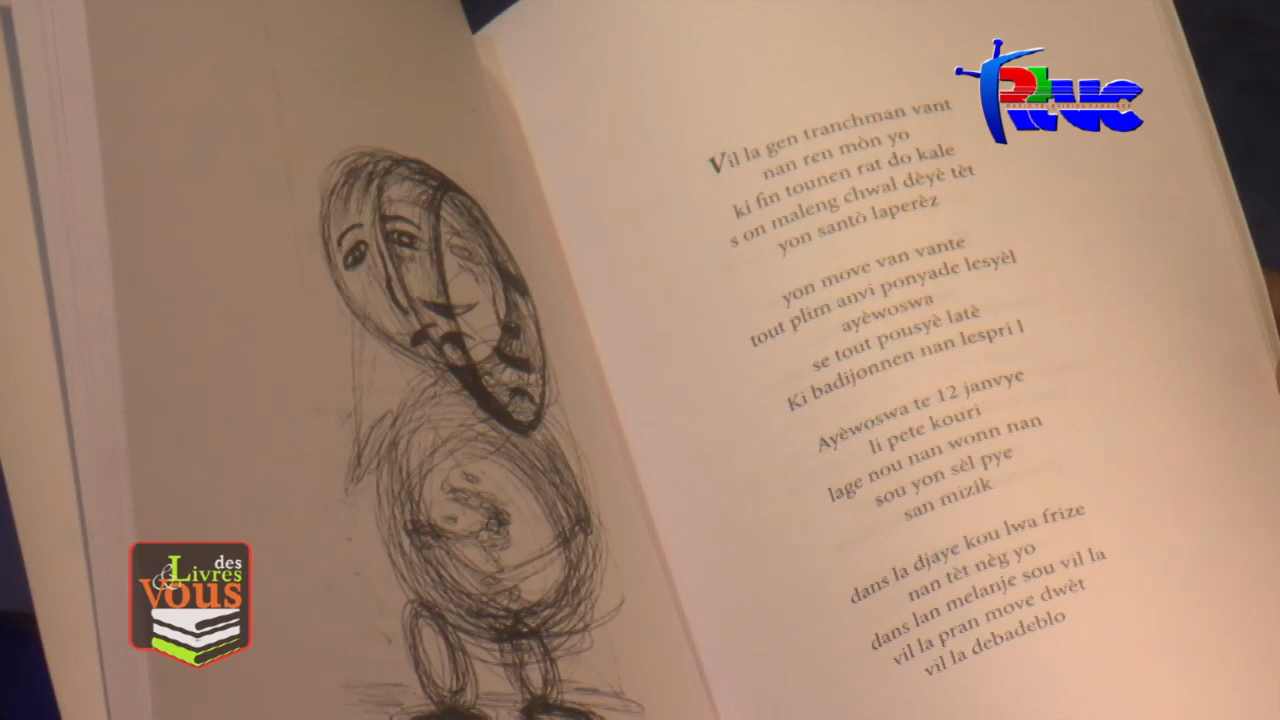 Vil la gen tranchman vant
nan ren mòn yo
ki fin tounen rat do kale
s on maleng chwal dèyè tèt
yon santò laperèz
yon move van vante
tout plim anvi ponyade lesyèl
ayèwoswa
se tout pousyè latè
Ki badijonnen nan lespri l
Ayèwoswa te 12 janvye
li pete kouri
lage nou nan wonn nan
sou yon sèl pye
san mizik
dans la djaye kou lwa frize
nan tèt nèg yo
dans lan melanje sou vil la
vil la pran move dwèt
vil la debadeblo
RTVC
RADIO TELEVISION CARAIBES
des
Livres
& Vous